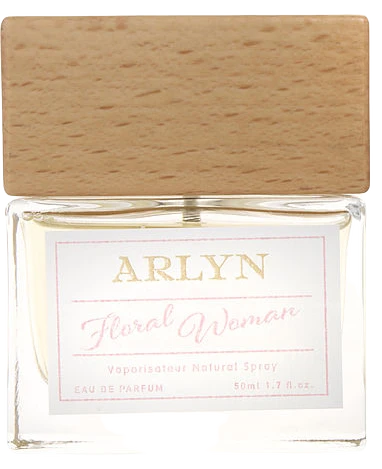 ARLYN
Floral Woman
Vaporisateur Natural Spray
EAU DE PARFUM 50ml 1.7 fl.oz.